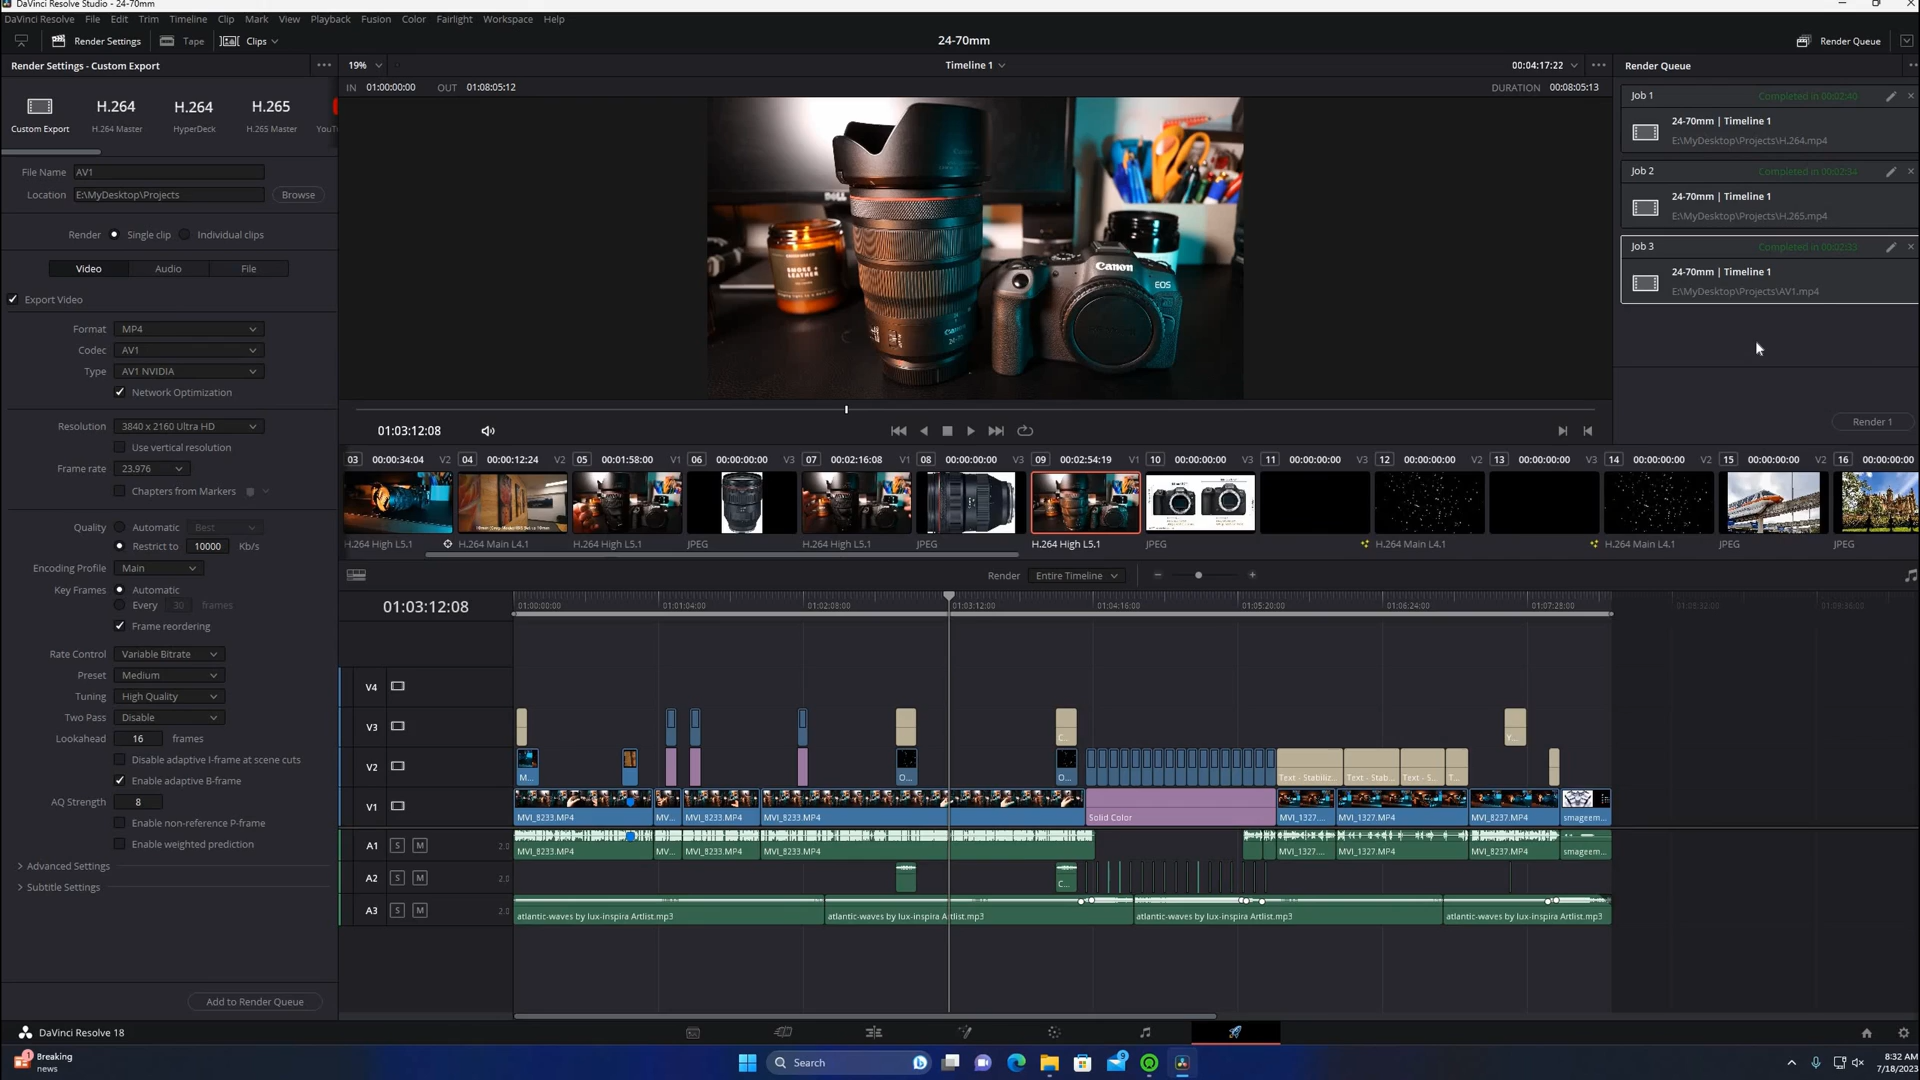 DaVinci Resolve Studio - 24-70mm
DaVinci Resolve File Edit Trim Timeline Clip Mark View Playback Fusion Color Fairlight Workspace Help
Render Settings Tape Clips 24-70mm Render Queue
Render Settings - Custom Export 19% Timeline 1 00:04:17:22 Render Queue
IN 01:00:00:00 OUT 01:08:05:12 DURATION 00:08:05:13
H.264 H.264 H.265
Custom Export H.264 Master HyperDeck H.265 Master
File Name AV1
Location E:\MyDesktop\Projects Browse
Render Single clip Individual clips
Video Audio File
Export Video
Format MP4
Codec AV1
Type AV1 NVIDIA
Network Optimization
Resolution 3840 x 2160 Ultra HD
Use vertical resolution
Frame rate 23.976
Chapters from Markers
Quality Automatic Best
Restrict to 10000 Kb/s
Encoding Profile Main
Key Frames Automatic
Every 30 frames
Frame reordering
Rate Control Variable Bitrate
Preset Medium
Tuning High Quality
Two Pass Disable
Lookahead 16 frames
Disable adaptive I-frame at scene cuts
Enable adaptive B-frame
AQ Strength 8
Enable non-reference P-frame
Enable weighted prediction
Advanced Settings
Subtitle Settings
Add to Render Queue
SMOKE +
LEATHER
Canon
EOS
Canon
24-70
Job 1 Completed in 00:02:40
24-70mm | Timeline 1
E:\MyDesktop\Projects\H.264.mp4
Job 2 Completed in 00:02:34
24-70mm | Timeline 1
E:\MyDesktop\Projects\H.265.mp4
Job 3 Completed in 00:02:33
24-70mm | Timeline 1
E:\MyDesktop\Projects\AV1.mp4
Render 1
01:03:12:08
03 00:00:34:04 V2 04 00:00:12:24 V2 05 00:01:58:00 V1 06 00:00:00:00 V3 07 00:02:16:08 V1 08 00:00:00:00 V3 09 00:02:54:19 V1 10 00:00:00:00 V3 11 00:00:00:00 V3 12 00:00:00:00 V2 13 00:00:00:00 V3 14 00:00:00:00 V2 15 00:00:00:00 V2 16 00:00:00:00
H.264 High L5.1 H.264 Main L4.1 H.264 High L5.1 JPEG H.264 High L5.1 JPEG H.264 High L5.1 JPEG H.264 Main L4.1 H.264 Main L4.1 JPEG JPEG
Render Entire Timeline
01:03:12:08 01:00:00:00 01:01:04:00 01:02:08:00 01:03:12:00 01:04:16:00 01:05:20:00 01:06:24:00 01:07:28:00 01:08:32:00 01:09:36:00
V4
V3 C... Y...
V2 M... O... O... Text - Stabiliz... Text - Stab... Text - S... T...
V1 MVI_8233.MP4 MV... MVI_8233.MP4 MVI_8233.MP4 Solid Color MVI_1327.... MVI_1327.MP4 MVI_8237.MP4 smageem...
A1 S M 2.0 MVI_8233.MP4 MV... MVI_8233.MP4 MVI_8233.MP4 MVI_1327.... MVI_1327.MP4 MVI_8237.MP4 smageem...
A2 S M 2.0 C...
A3 S M 2.0 atlantic-waves by lux-inspira Artlist.mp3 atlantic-waves by lux-inspira Artlist.mp3 atlantic-waves by lux-inspira Artlist.mp3 atlantic-waves by lux-inspira Artlist.mp3
DaVinci Resolve 18
1 Breaking
news
Search
9
8:32 AM
7/18/2023